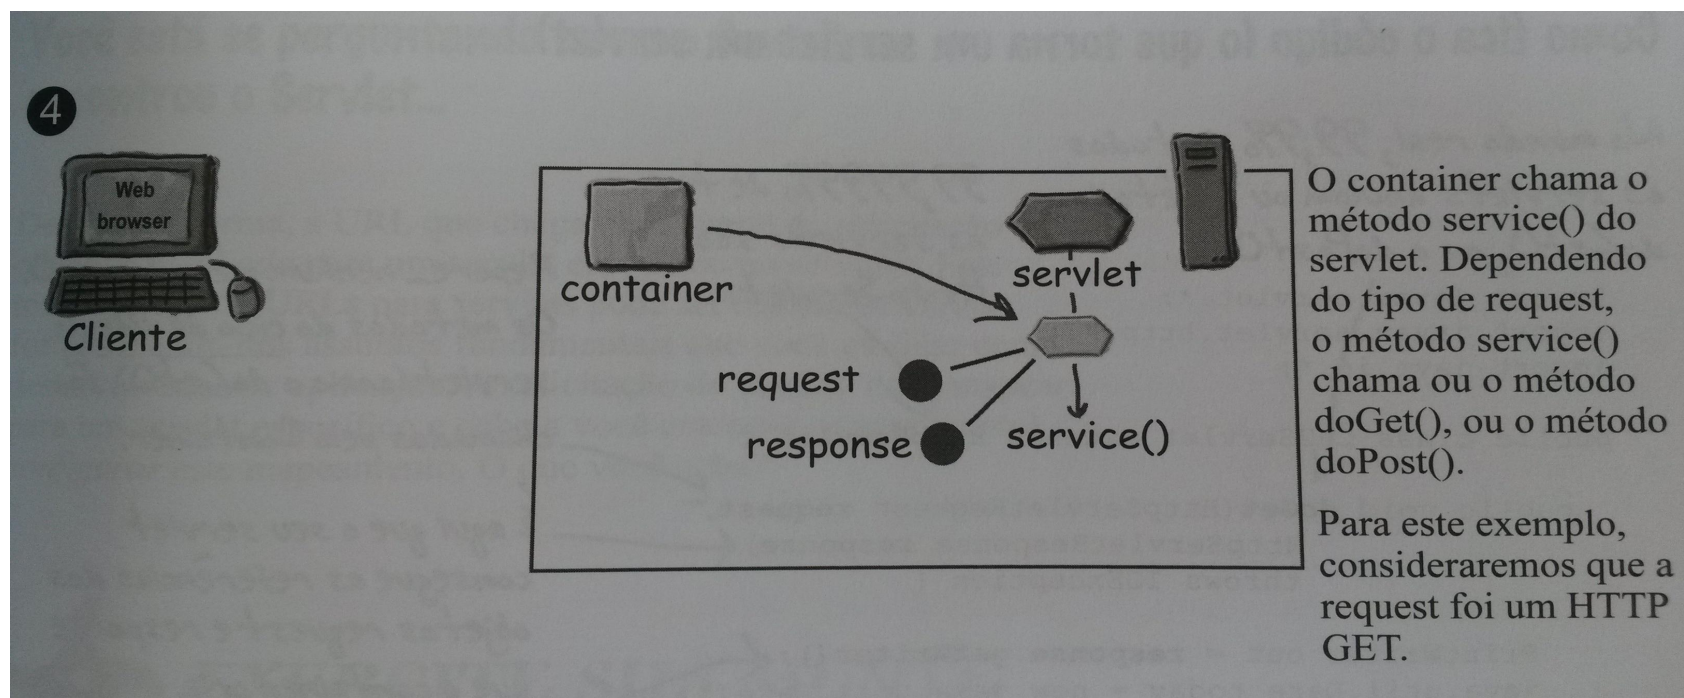 4
Web
browser
Cliente
container
servlet
request
response
service()
O container chama o
método service() do
servlet. Dependendo
do tipo de request,
o método service()
chama ou o método
doGet(), ou o método
doPost().
Para este exemplo,
consideraremos que a
request foi um HTTP
GET.